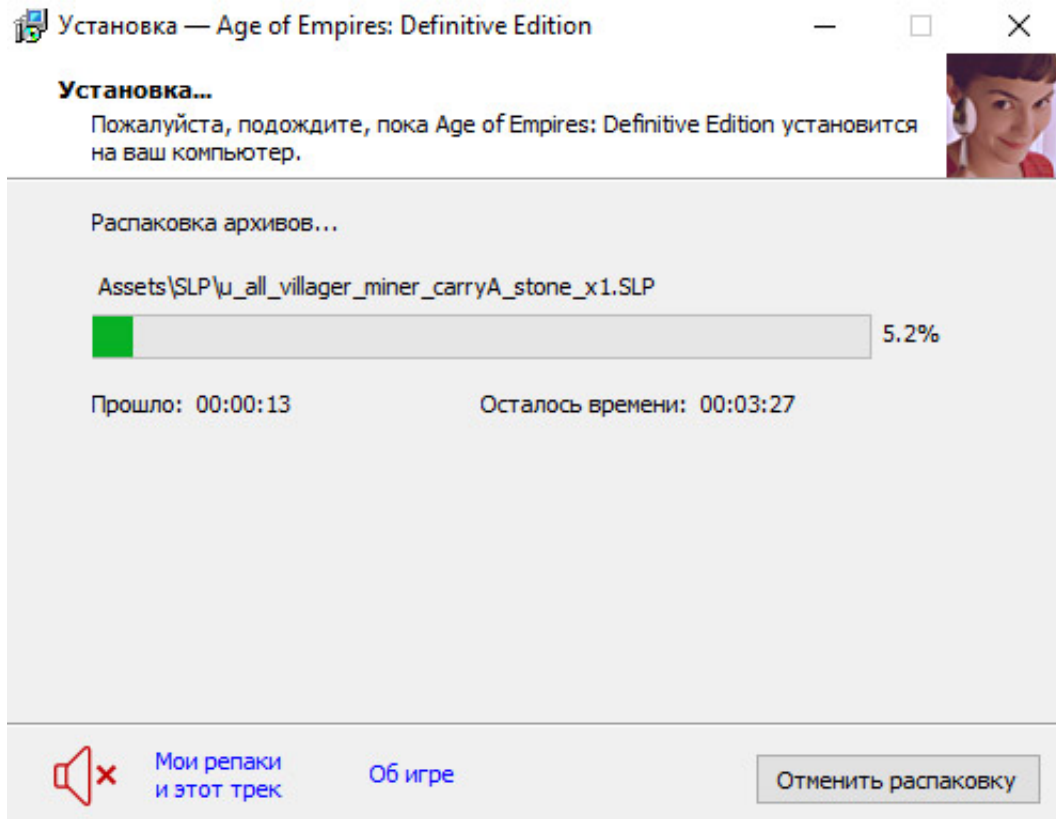 Установка — Age of Empires: Definitive Edition
Установка...
Пожалуйста, подождите, пока Age of Empires: Definitive Edition установится
на ваш компьютер.
Распаковка архивов...
Assets\SLP\u_all_villager_miner_carryA_stone_x1.SLP
5.2%
Прошло: 00:00:13
Осталось времени: 00:03:27
Мои репаки
и этот трек
Об игре
Отменить распаковку